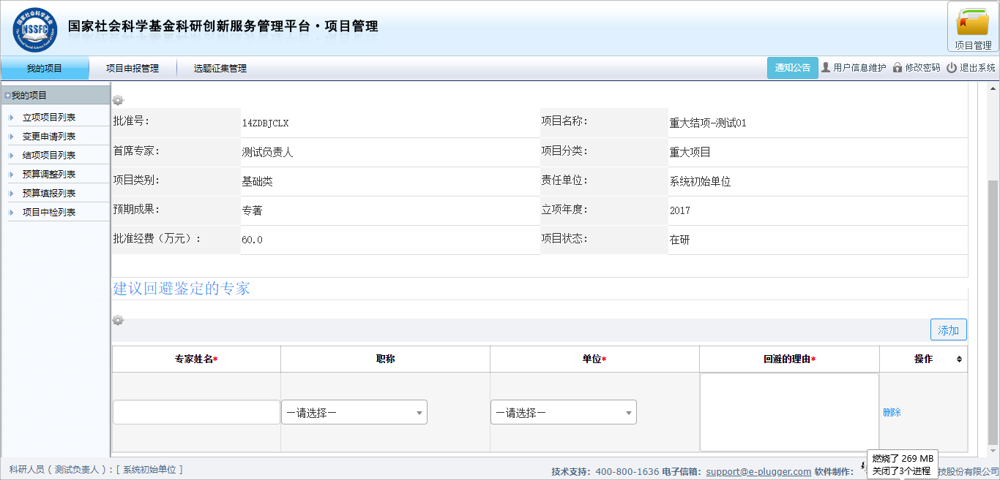 NSSFC
国家社会科学基金科研创新服务管理平台·项目管理
项目管理
我的项目 项目申报管理 选题征集管理 通知公告 用户信息维护 修改密码 退出系统
我的项目
立项项目列表
变更申请列表
结项项目列表
预算调整列表
预算填报列表
项目中检列表
批准号: 14ZDBJCLX 项目名称: 重大结项-测试01
首席专家: 测试负责人 项目分类: 重大项目
项目类别: 基础类 责任单位: 系统初始单位
预期成果: 专著 立项年度: 2017
批准经费(万元): 60.0 项目状态: 在研
建议回避鉴定的专家
添加
专家姓名* 职称 单位* 回避的理由* 操作
—请选择— —请选择— 删除
科研人员 ( 测试负责人 ) : [ 系统初始单位 ]
技术支持: 400-800-1636 电子信箱: support@e-plugger.com 软件制作: 技股份有限公司
燃烧了 269 MB
关闭了3个进程